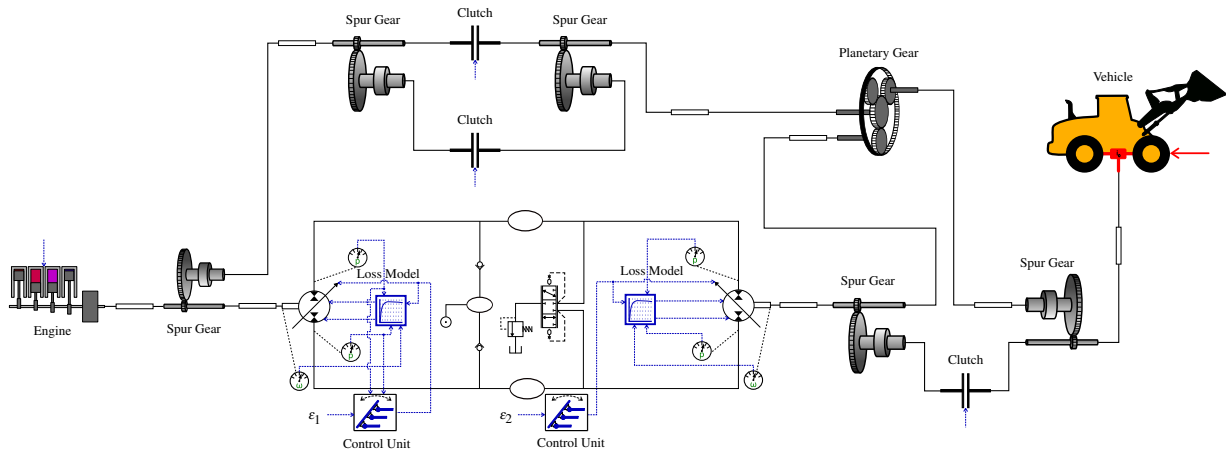 Clutch
Spur Gear
Spur Gear
Planetary Gear
Vehicle
Clutch
p
Loss Model
p
Loss Model
Spur Gear
Spur Gear
Engine
Spur Gear
p
p
Clutch
ω
ω
ε1
ε2
Control Unit
Control Unit